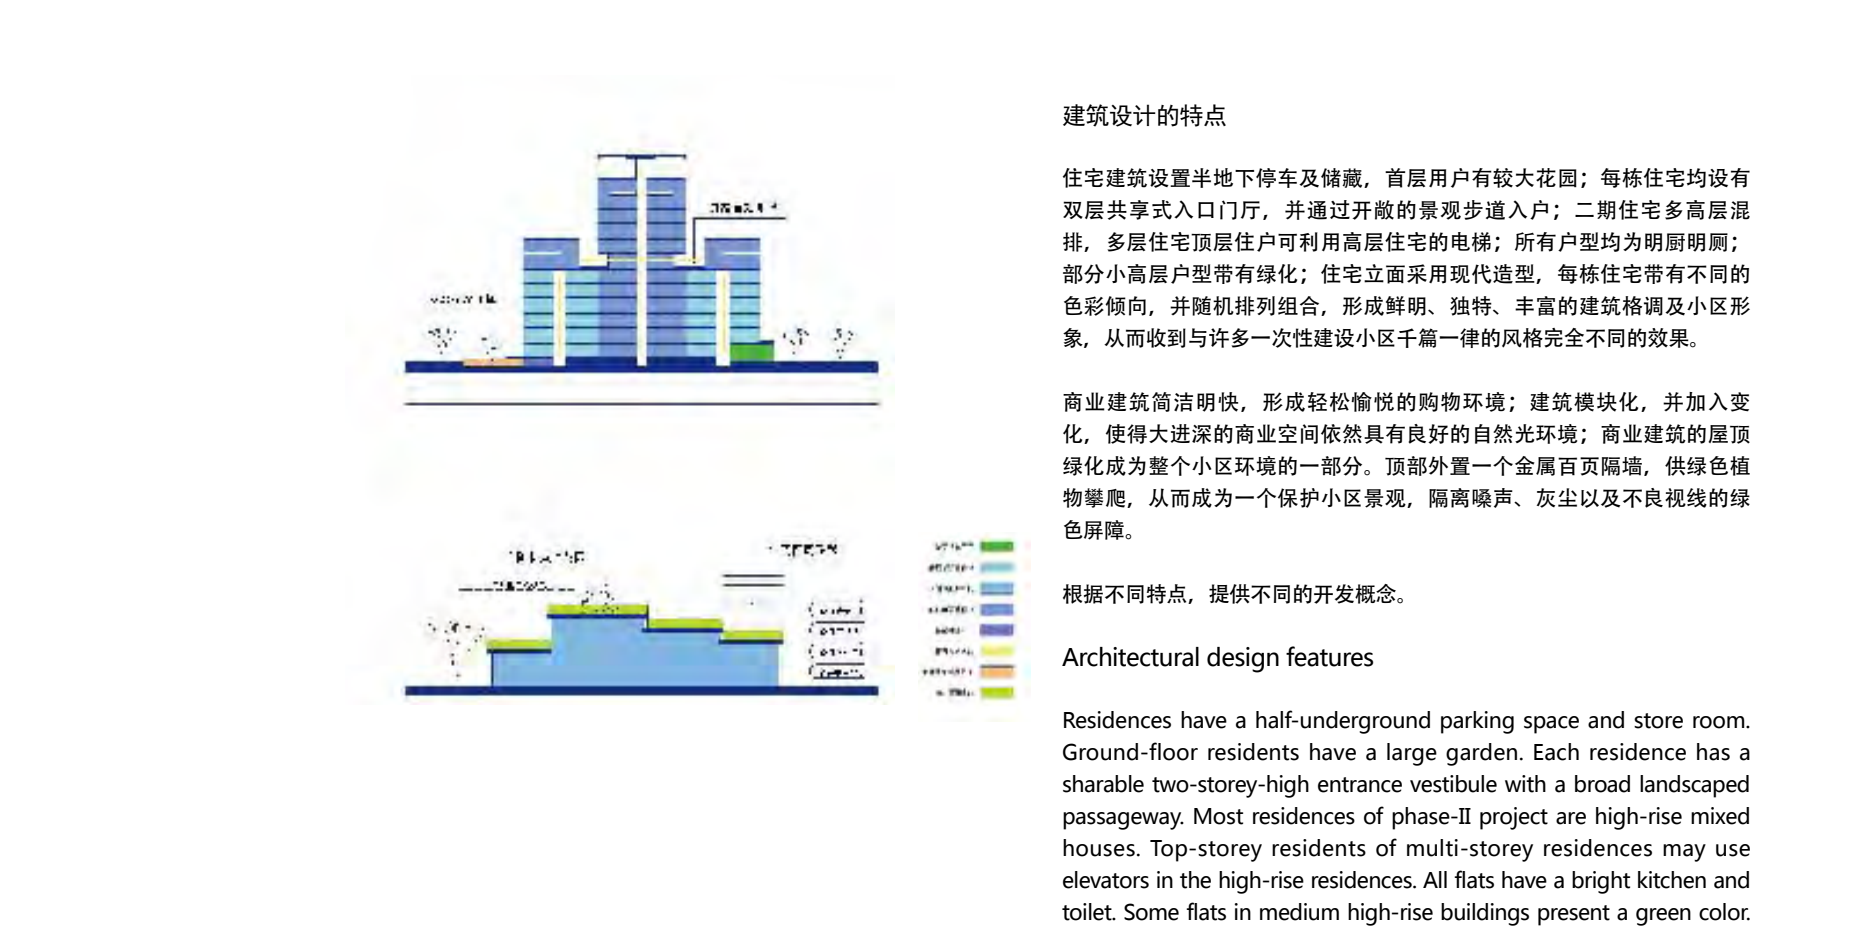 建筑设计的特点
住宅建筑设置半地下停车及储藏，首层用户有较大花园；每栋住宅均设有
双层共享式入口门厅，并通过开敞的景观步道入户；二期住宅多高层混
排，多层住宅顶层住户可利用高层住宅的电梯；所有户型均为明厨明厕；
部分小高层户型带有绿化；住宅立面采用现代造型，每栋住宅带有不同的
色彩倾向，并随机排列组合，形成鲜明、独特、丰富的建筑格调及小区形
象，从而收到与许多一次性建设小区千篇一律的风格完全不同的效果。
商业建筑简洁明快，形成轻松愉悦的购物环境；建筑模块化，并加入变
化，使得大进深的商业空间依然具有良好的自然光环境；商业建筑的屋顶
绿化成为整个小区环境的一部分。顶部外置一个金属百页隔墙，供绿色植
物攀爬，从而成为一个保护小区景观，隔离嗓声、灰尘以及不良视线的绿
色屏障。
根据不同特点，提供不同的开发概念。
Architectural design features
Residences have a half-underground parking space and store room.
Ground-floor residents have a large garden. Each residence has a
sharable two-storey-high entrance vestibule with a broad landscaped
passageway. Most residences of phase-II project are high-rise mixed
houses. Top-storey residents of multi-storey residences may use
elevators in the high-rise residences. All flats have a bright kitchen and
toilet. Some flats in medium high-rise buildings present a green color.